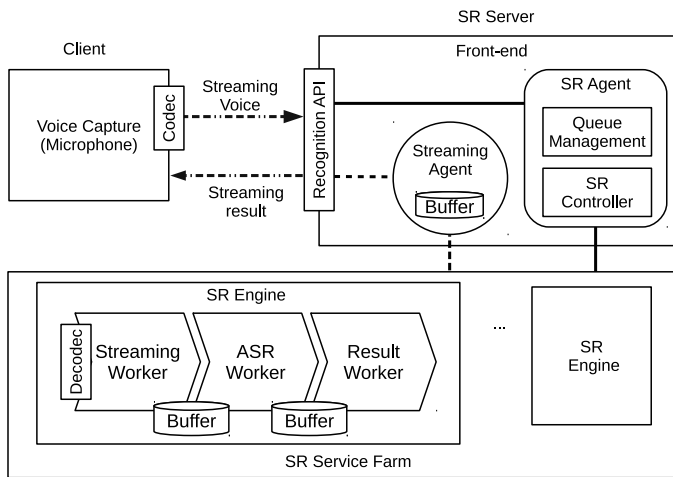 SR Server
Client
Front-end
Voice Capture
(Microphone)
Codec
Streaming
Voice
Streaming
result
Recognition API
Streaming
Agent
Buffer
SR Agent
Queue
Management
SR
Controller
SR Engine
Decodec
Streaming
Worker
ASR
Worker
Result
Worker
Buffer
Buffer
...
SR
Engine
SR Service Farm